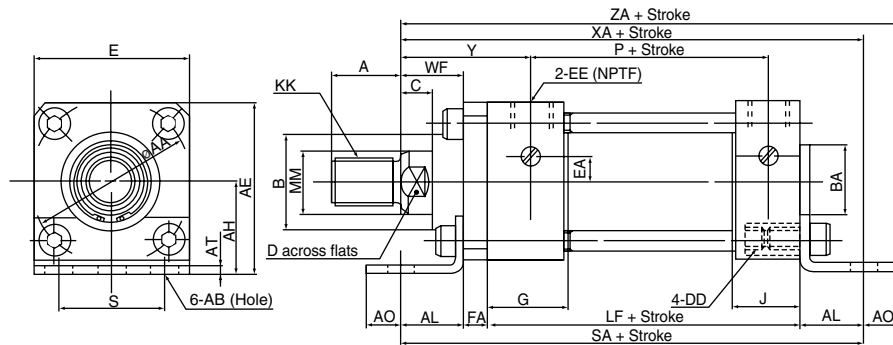 ZA + Stroke
XA + Stroke
E
Y
P + Stroke
A
WF
2-EE (NPTF)
KK
C
ØAA
AE
B
MM
EA
BA
AH
AT
D across flats
S
6-AB (Hole)
G
4-DD
J
AO
AL
FA
LF + Stroke
AL
AO
SA + Stroke